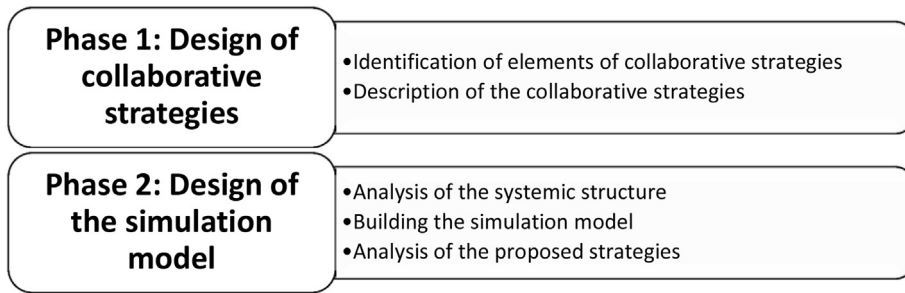 Phase 1: Design of
collaborative
strategies
•Identification of elements of collaborative strategies
•Description of the collaborative strategies
Phase 2: Design of
the simulation
model
•Analysis of the systemic structure
•Building the simulation model
•Analysis of the proposed strategies